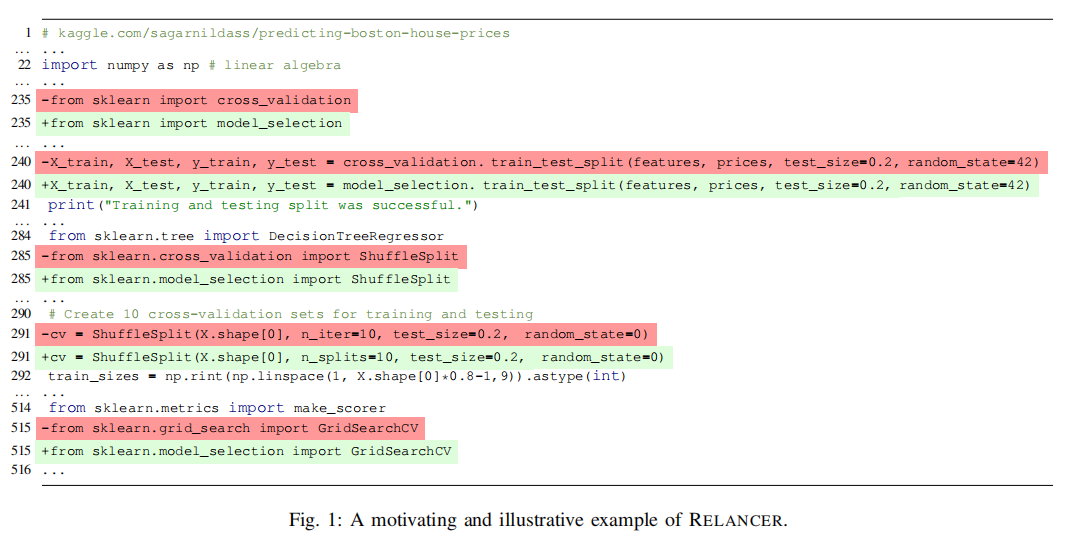 1 # kaggle.com/sagarnildass/predicting-boston-house-prices
... ...
22 import numpy as np # linear algebra
... ...
235 -from sklearn import cross_validation
235 +from sklearn import model_selection
... ...
240 -X_train, X_test, y_train, y_test = cross_validation. train_test_split(features, prices, test_size=0.2, random_state=42)
240 +X_train, X_test, y_train, y_test = model_selection. train_test_split(features, prices, test_size=0.2, random_state=42)
241 print("Training and testing split was successful.")
... ...
284 from sklearn.tree import DecisionTreeRegressor
285 -from sklearn.cross_validation import ShuffleSplit
285 +from sklearn.model_selection import ShuffleSplit
... ...
290 # Create 10 cross-validation sets for training and testing
291 -cv = ShuffleSplit(X.shape[0], n_iter=10, test_size=0.2, random_state=0)
291 +cv = ShuffleSplit(X.shape[0], n_splits=10, test_size=0.2, random_state=0)
292 train_sizes = np.rint(np.linspace(1, X.shape[0]*0.8-1,9)).astype(int)
... ...
514 from sklearn.metrics import make_scorer
515 -from sklearn.grid_search import GridSearchCV
515 +from sklearn.model_selection import GridSearchCV
516 ...
Fig. 1: A motivating and illustrative example of RELANCER.